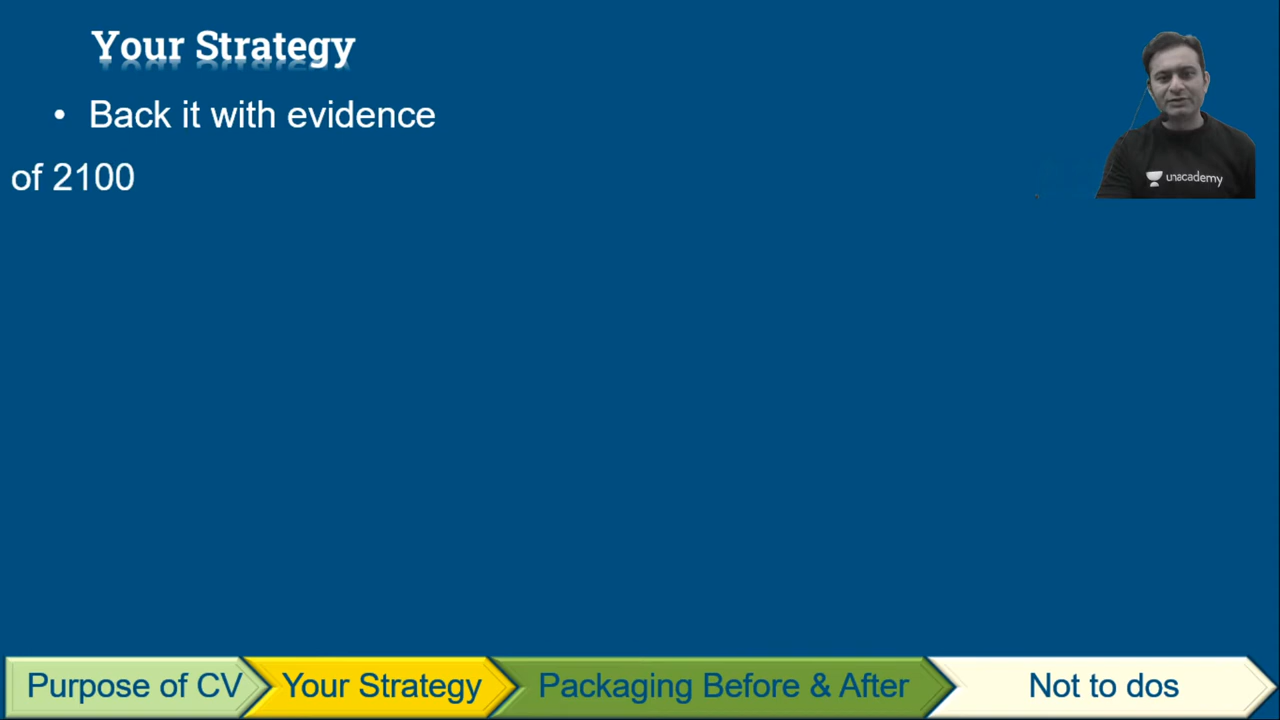 Your Strategy
• Back it with evidence
of 2100
unacademy
Purpose of CV
Your Strategy
Packaging Before & After
Not to dos